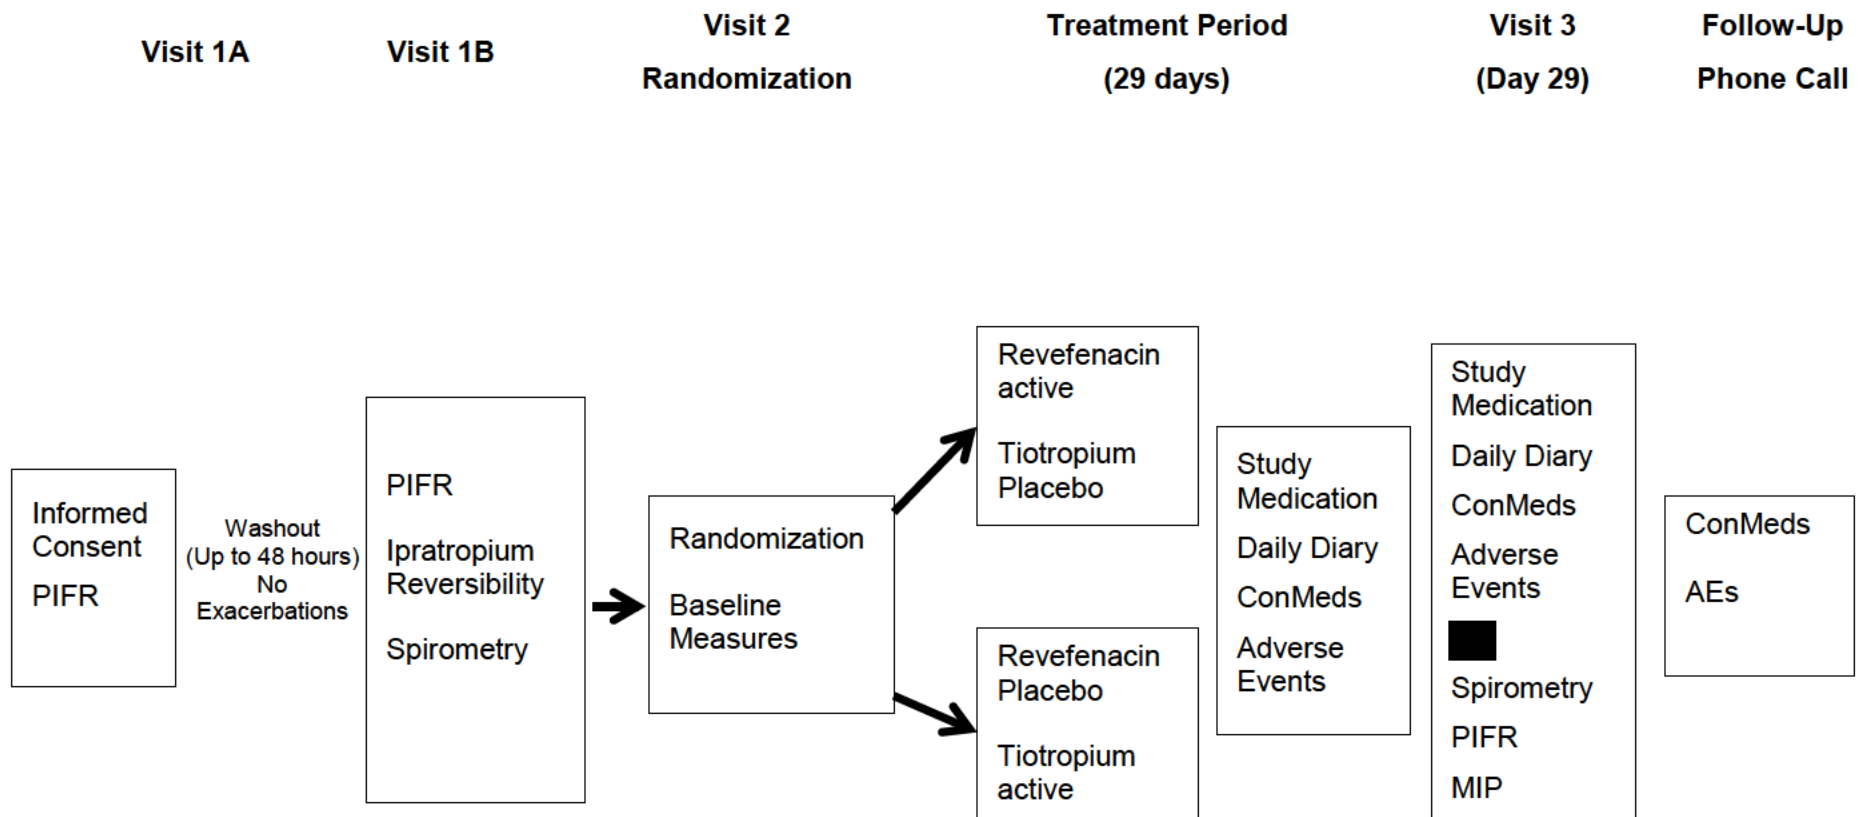 Visit 1A
Visit 1B
Visit 2
Randomization
Treatment Period
(29 days)
Visit 3
(Day 29)
Follow-Up
Phone Call
Informed
Consent
PIFR
Washout
(Up to 48 hours)
No
Exacerbations
PIFR
Ipratropium
Reversibility
Spirometry
Randomization
Baseline
Measures
Revefenacin
active
Tiotropium
Placebo
Revefenacin
Placebo
Tiotropium
active
Study
Medication
Daily Diary
ConMeds
Adverse
Events
Study
Medication
Daily Diary
ConMeds
Adverse
Events
Spirometry
PIFR
MIP
ConMeds
AEs